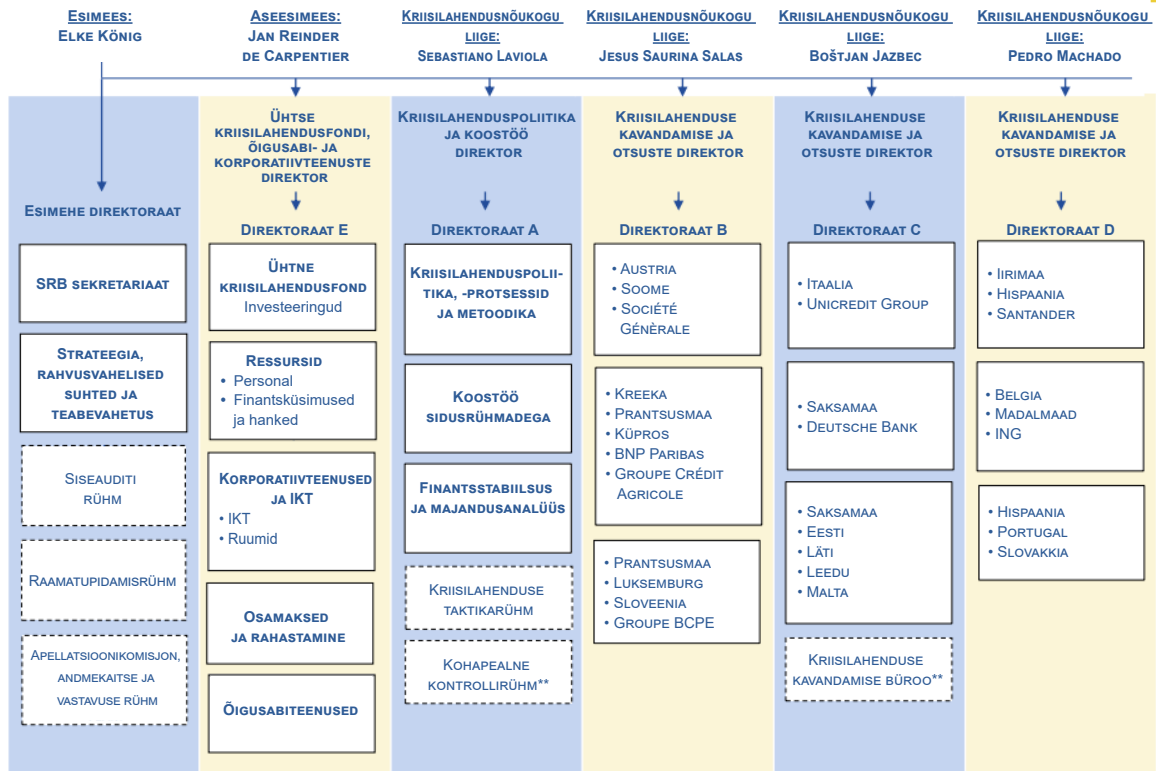 Esimees:
Elke König
Aseesimees:
Jan Reinder
de Carpentier
Kriisilahendusnõukogu
liige:
Sebastiano Laviola
Kriisilahendusnõukogu
liige:
Jesus Saurina Salas
Kriisilahendusnõukogu
liige:
Boštjan Jazbec
Kriisilahendusnõukogu
liige:
Pedro Machado
Esimehe direktoraat
SRB sekretariaat
Strateegia,
rahvusvahelised
suhted ja
teabevahetus
Siseauditi
rühm
Raamatupidamisrühm
Apellatsioonikomisjon,
andmekaitse ja
vastavuse rühm
Ühtse
kriisilahendusfondi,
õigusabi- ja
korporatiivteenuste
direktor
Direktoraat E
Ühtne
kriisilahendusfond
Investeeringud
Ressursid
• Personal
• Finantsküsimused
ja hanked
Korporatiivteenused
ja IKT
• IKT
• Ruumid
Osamaksed
ja rahastamine
Õigusabiteenused
Kriisilahenduspoliitika
ja koostöö
direktor
Direktoraat A
Kriisilahenduspolii-
tika, -protsessid
ja metoodika
Koostöö
sidusrühmadega
Finantsstabiilsus
ja majandusanalüüs
Kriisilahenduse
taktikarühm
Kohapealne
kontrollirühm**
Kriisilahenduse
kavandamise ja
otsuste direktor
Direktoraat B
• Austria
• Soome
• Société
Génèrale
• Kreeka
• Prantsusmaa
• Küpros
• BNP Paribas
• Groupe Crédit
Agricole
• Prantsusmaa
• Luksemburg
• Sloveenia
• Groupe BCPE
Kriisilahenduse
kavandamise ja
otsuste direktor
Direktoraat C
• Itaalia
• Unicredit Group
• Saksamaa
• Deutsche Bank
• Saksamaa
• Eesti
• Läti
• Leedu
• Malta
Kriisilahenduse
kavandamise büroo**
Kriisilahenduse
kavandamise ja
otsuste direktor
Direktoraat D
• Iirimaa
• Hispaania
• Santander
• Belgia
• Madalmaad
• ING
• Hispaania
• Portugal
• Slovakkia